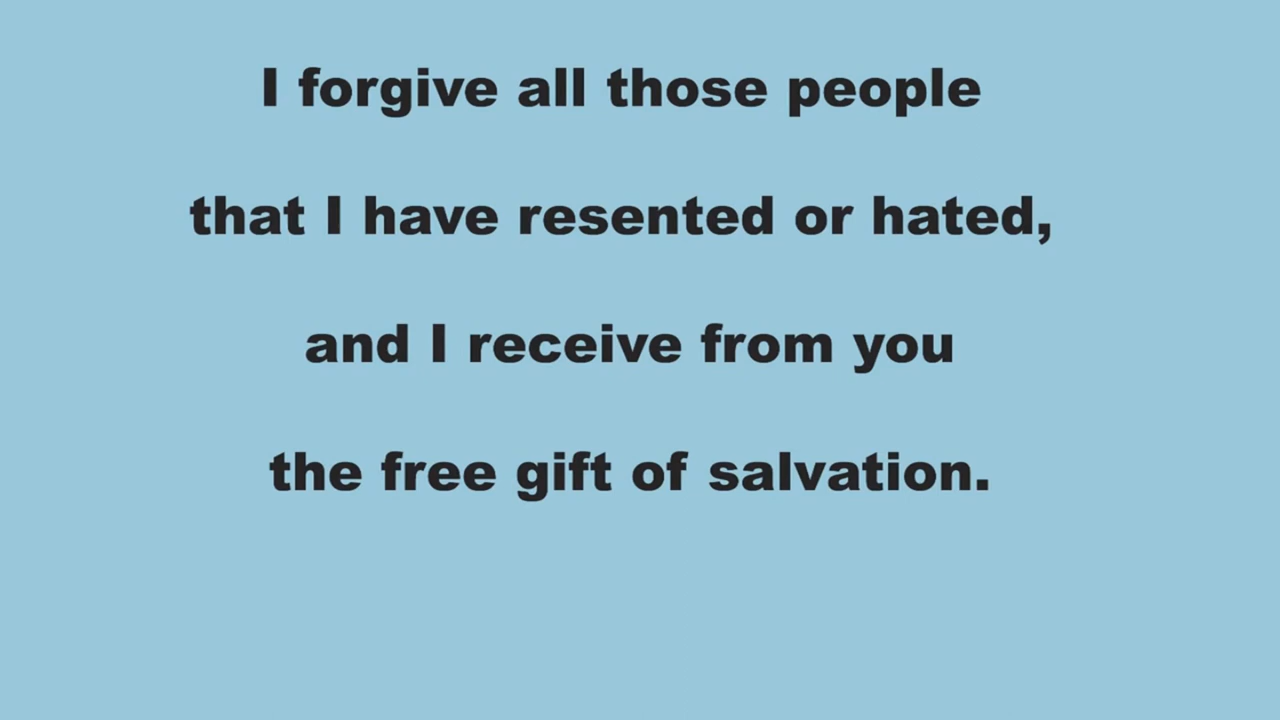 I forgive all those people
that I have resented or hated,
and I receive from you
the free gift of salvation.